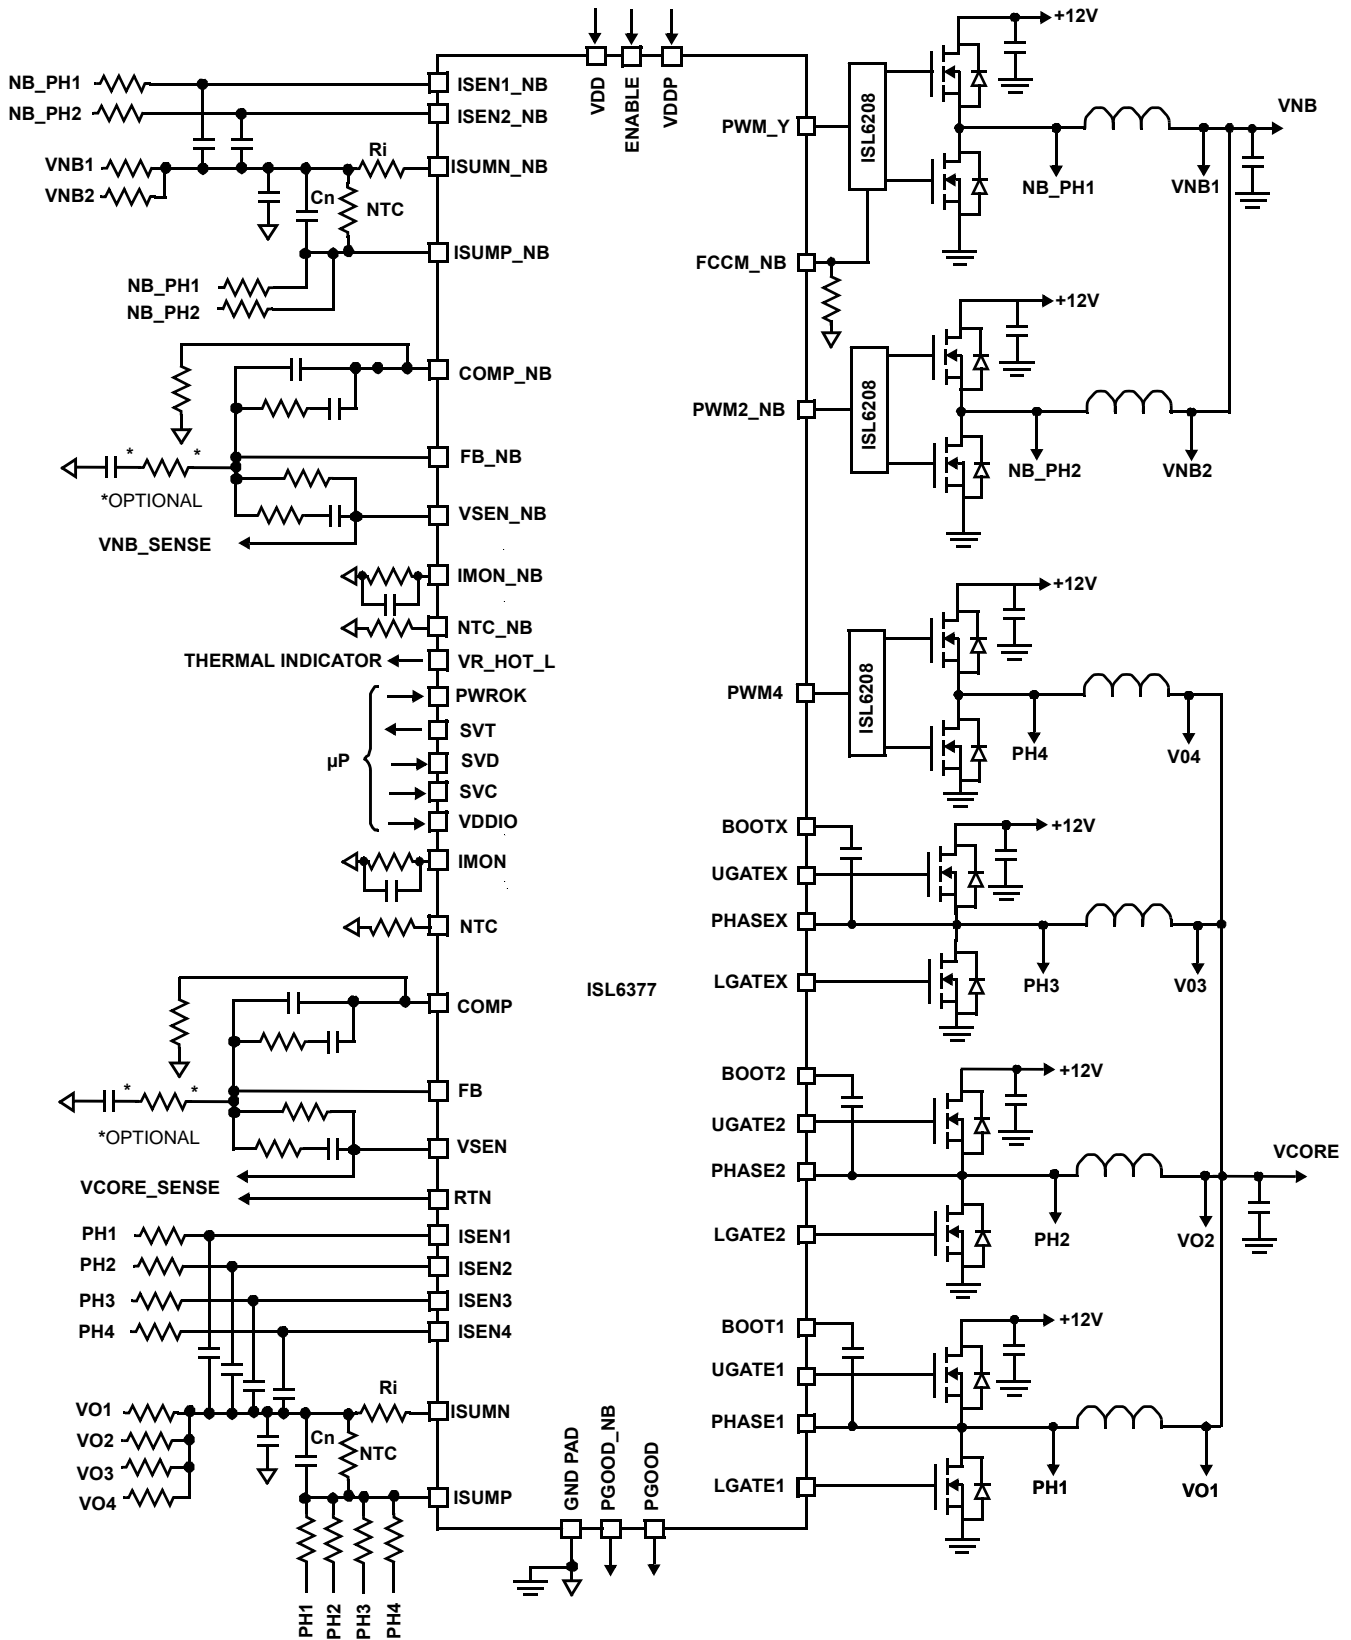 VDD
ENABLE
VDDP
NB_PH1
NB_PH2
VNB1
VNB2
Ri
Cn
NTC
NB_PH1
NB_PH2
ISEN1_NB
ISEN2_NB
ISUMN_NB
ISUMP_NB
COMP_NB
FB_NB
* *
*OPTIONAL
VSEN_NB
VNB_SENSE
IMON_NB
NTC_NB
THERMAL INDICATOR
VR_HOT_L
µP
PWROK
SVT
SVD
SVC
VDDIO
IMON
NTC
ISL6377
COMP
FB
* *
*OPTIONAL
VSEN
VCORE_SENSE
RTN
PH1
ISEN1
PH2
ISEN2
PH3
ISEN3
PH4
ISEN4
VO1
VO2
VO3
VO4
Ri
Cn
NTC
ISUMN
ISUMP
PH1
PH2
PH3
PH4
GND PAD
PGOOD_NB
PGOOD
PWM_Y
ISL6208
+12V
NB_PH1
VNB1
VNB
FCCM_NB
PWM2_NB
ISL6208
+12V
NB_PH2
VNB2
PWM4
ISL6208
+12V
PH4
V04
BOOTX
UGATEX
PHASEX
LGATEX
+12V
PH3
V03
BOOT2
UGATE2
PHASE2
LGATE2
+12V
PH2
VO2
VCORE
BOOT1
UGATE1
PHASE1
LGATE1
+12V
PH1
VO1